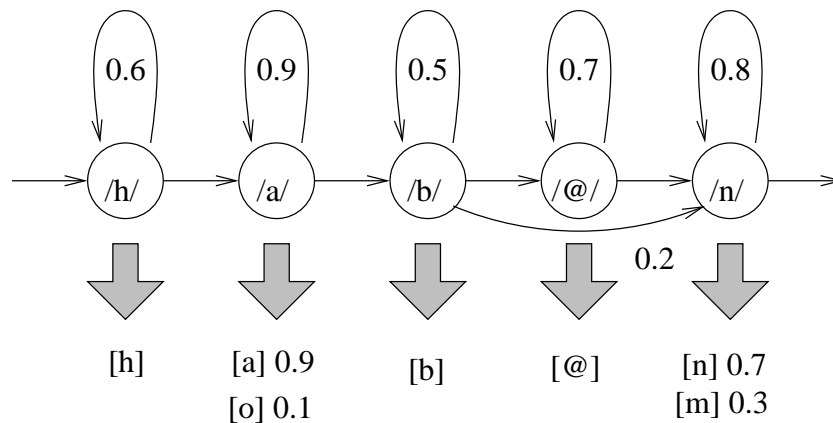 0.6 0.9 0.5 0.7 0.8
/h/ /a/ /b/ /@/ /n/
0.2
[h] [a] 0.9 [b] [@] [n] 0.7
[o] 0.1 [m] 0.3